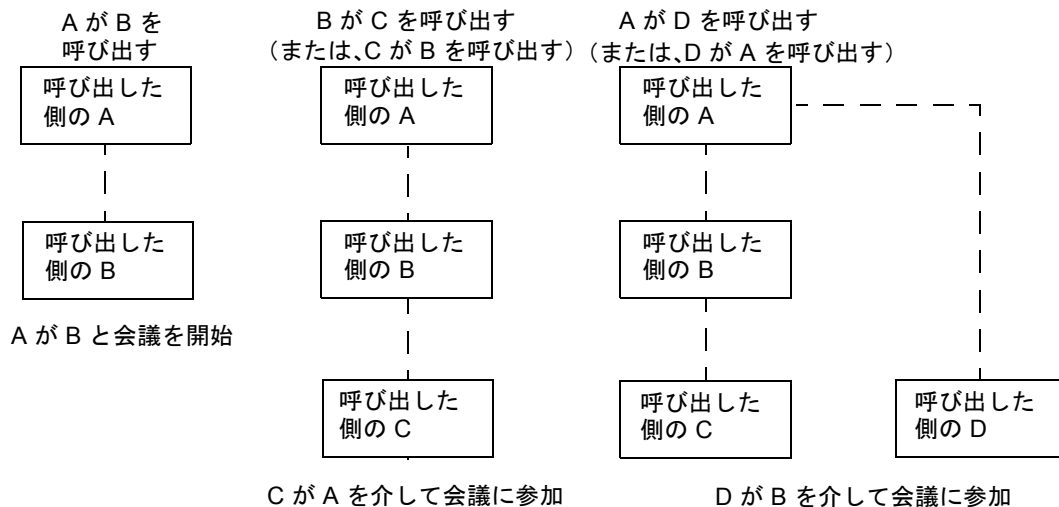 A が B を
呼び出す
呼び出した
側の A
呼び出した
側の B
A が B と会議を開始
B が C を呼び出す
（または、C が B を呼び出す）
呼び出した
側の A
呼び出した
側の B
呼び出した
側の C
C が A を介して会議に参加
A が D を呼び出す
（または、D が A を呼び出す）
呼び出した
側の A
呼び出した
側の B
呼び出した
側の C
呼び出した
側の D
D が B を介して会議に参加